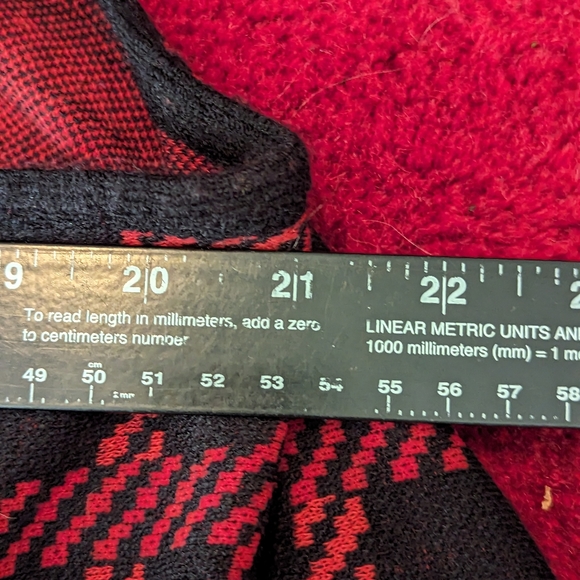 9 20 21 22 2
To read length in millimeters, add a zero
to centimeters number
LINEAR METRIC UNITS AN
1000 millimeters (mm) = 1 m
cm
49 50 51 52 53 54 55 56 57 58